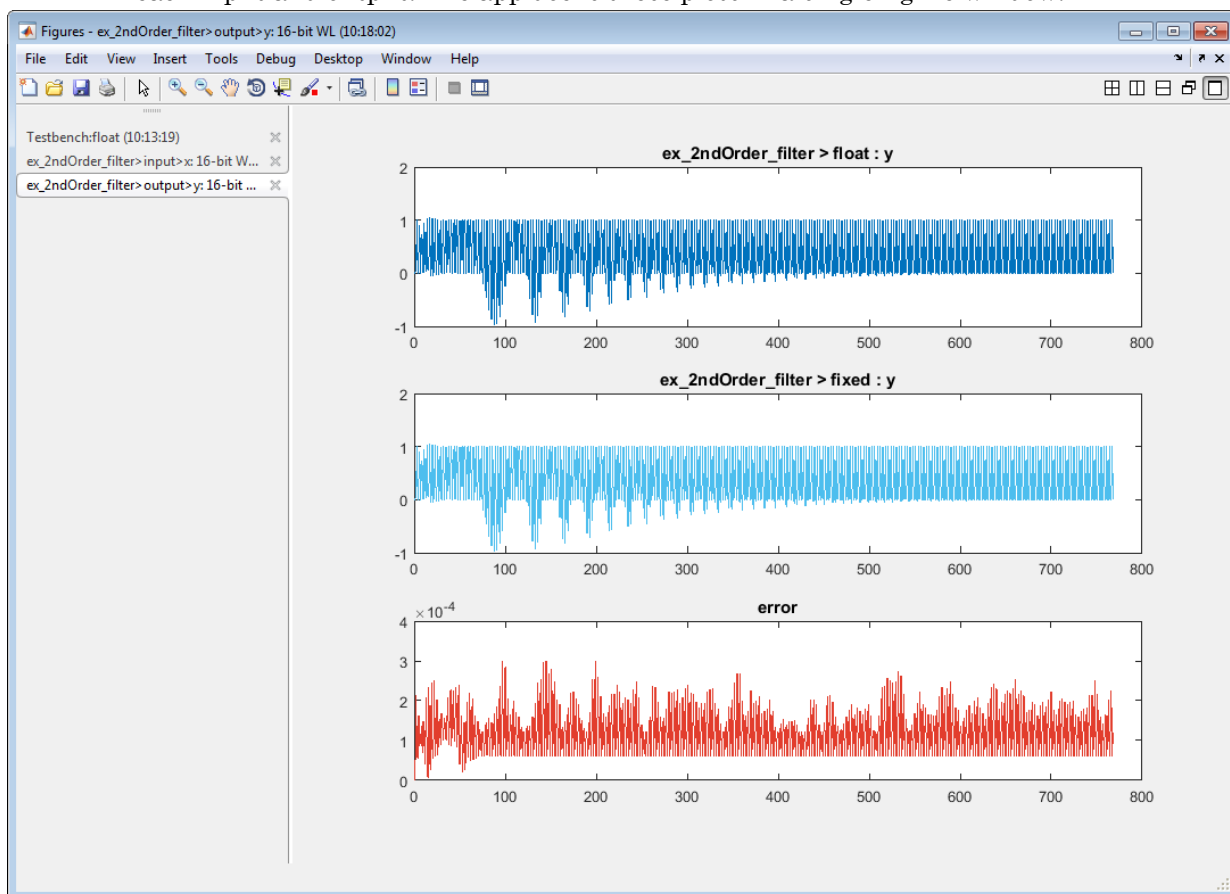 Figures - ex_2ndOrder_filter>output>y: 16-bit WL (10:18:02)
File Edit View Insert Tools Debug Desktop Window Help
Testbench:float (10:13:19)
ex_2ndOrder_filter>input>x: 16-bit W...
ex_2ndOrder_filter>output>y: 16-bit ...
ex_2ndOrder_filter > float : y
2
1
0
-1
0 100 200 300 400 500 600 700 800
ex_2ndOrder_filter > fixed : y
2
1
0
-1
0 100 200 300 400 500 600 700 800
error
×10-4
4
3
2
1
0
0 100 200 300 400 500 600 700 800